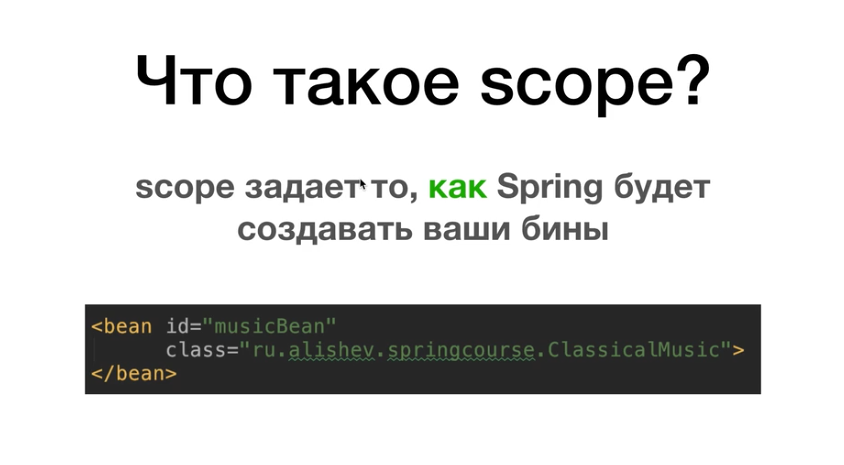 Что такое scope?
scope задает то, как Spring будет
создавать ваши бины
<bean id="musicBean"
class="ru.alishev.springcourse.ClassicalMusic">
</bean>